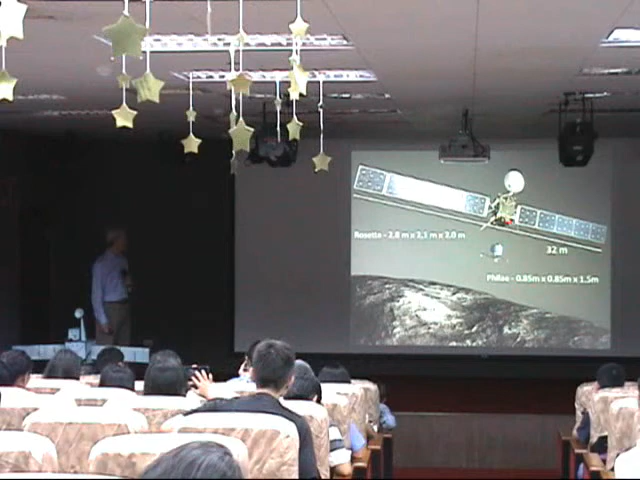 Rosetta - 2.8 m x 2.1 m x 2.0 m
32 m
Philae - 0.85m x 0.85m x 1.5m